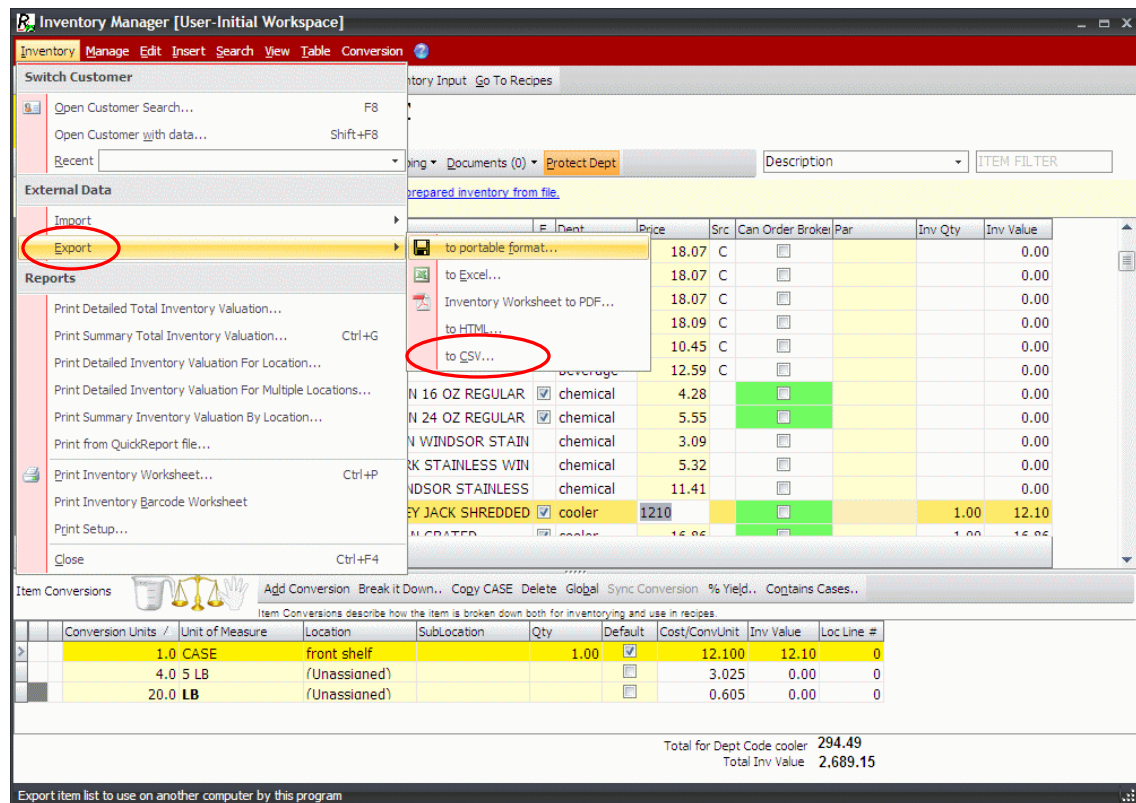 Inventory Manager [User-Initial Workspace]
Inventory Manage Edit Insert Search View Table Conversion
Switch Customer
Input Go To Recipes
Open Customer Search... F8
Open Customer with data... Shift+F8
Recent
Documents (0) Protect Dept Description ITEM FILTER
External Data
prepared inventory from file.
Import
Dept Price Src Can Order Broker Par Inv Qty Inv Value
Export to portable format... 18.07 C 0.00
Reports to Excel... 18.07 C 0.00
Print Detailed Total Inventory Valuation... Inventory Worksheet to PDF... 18.07 C 0.00
Print Summary Total Inventory Valuation... Ctrl+G to HTML... 18.09 C 0.00
Print Detailed Inventory Valuation For Location... to CSV... 10.45 C 0.00
beverage 12.59 C 0.00
Print Detailed Inventory Valuation For Multiple Locations... N 16 OZ REGULAR chemical 4.28 0.00
Print Summary Inventory Valuation By Location... N 24 OZ REGULAR chemical 5.55 0.00
Print from QuickReport file... N WINDSOR STAIN chemical 3.09 0.00
Print Inventory Worksheet... Ctrl+P RK STAINLESS WIN chemical 5.32 0.00
Print Inventory Barcode Worksheet NDSOR STAINLESS chemical 11.41 0.00
Print Setup... EY JACK SHREDDED cooler 1210 1.00 12.10
N GRATED cooler 16.86 1.00 16.86
Close Ctrl+F4
Item Conversions Add Conversion Break it Down.. Copy CASE Delete Global Sync Conversion % Yield.. Contains Cases..
Item Conversions describe how the item is broken down both for inventorying and use in recipes.
Conversion Units Unit of Measure Location SubLocation Qty Default Cost/ConvUnit Inv Value Loc Line #
1.0 CASE front shelf 1.00 12.100 12.10 0
4.0 5 LB (Unassigned) 3.025 0.00 0
20.0 LB (Unassigned) 0.605 0.00 0
Total for Dept Code cooler 294.49
Total Inv Value 2,689.15
Export item list to use on another computer by this program